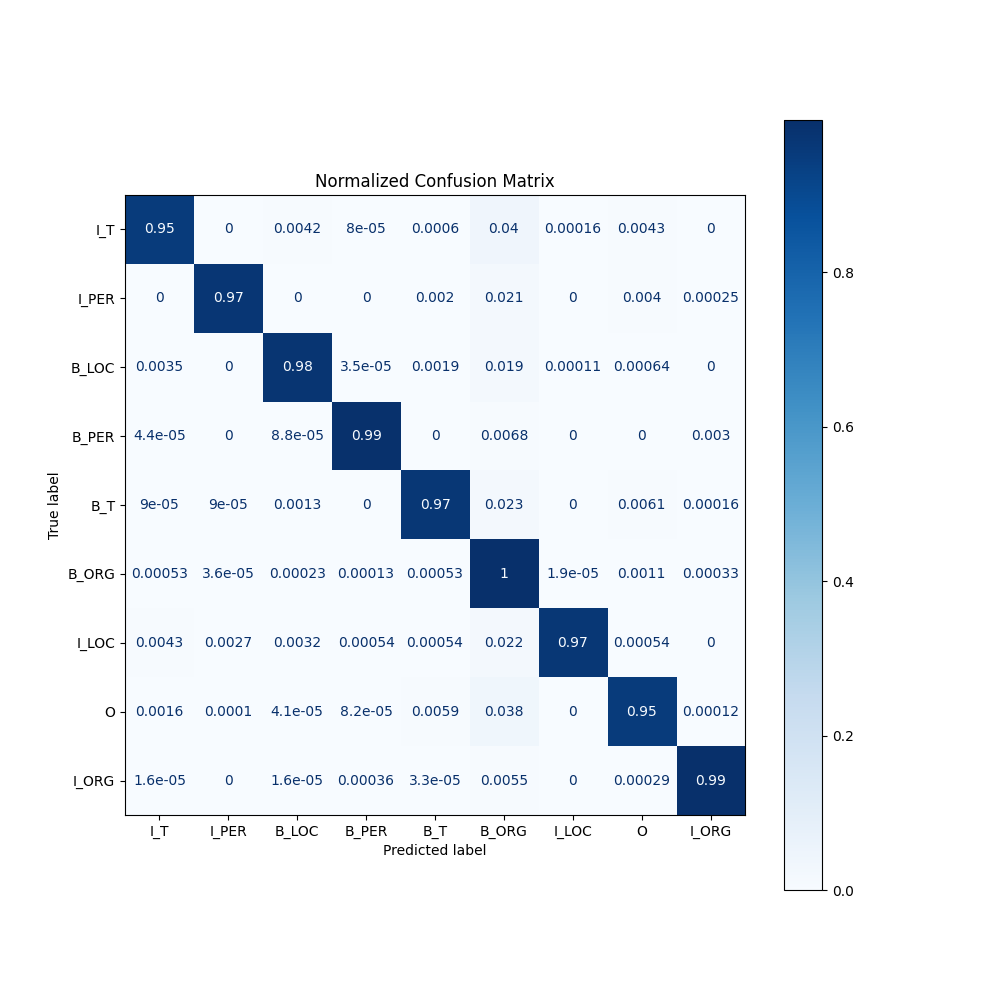 Normalized Confusion Matrix
I_T 0.95 0 0.0042 8e-05 0.0006 0.04 0.00016 0.0043 0
I_PER 0 0.97 0 0 0.002 0.021 0 0.004 0.00025
B_LOC 0.0035 0 0.98 3.5e-05 0.0019 0.019 0.00011 0.00064 0
B_PER 4.4e-05 0 8.8e-05 0.99 0 0.0068 0 0 0.003
B_T 9e-05 9e-05 0.0013 0 0.97 0.023 0 0.0061 0.00016
B_ORG 0.00053 3.6e-05 0.00023 0.00013 0.00053 1 1.9e-05 0.0011 0.00033
I_LOC 0.0043 0.0027 0.0032 0.00054 0.00054 0.022 0.97 0.00054 0
O 0.0016 0.0001 4.1e-05 8.2e-05 0.0059 0.038 0 0.95 0.00012
I_ORG 1.6e-05 0 1.6e-05 0.00036 3.3e-05 0.0055 0 0.00029 0.99
I_T I_PER B_LOC B_PER B_T B_ORG I_LOC O I_ORG
Predicted label
True label
0.8
0.6
0.4
0.2
0.0